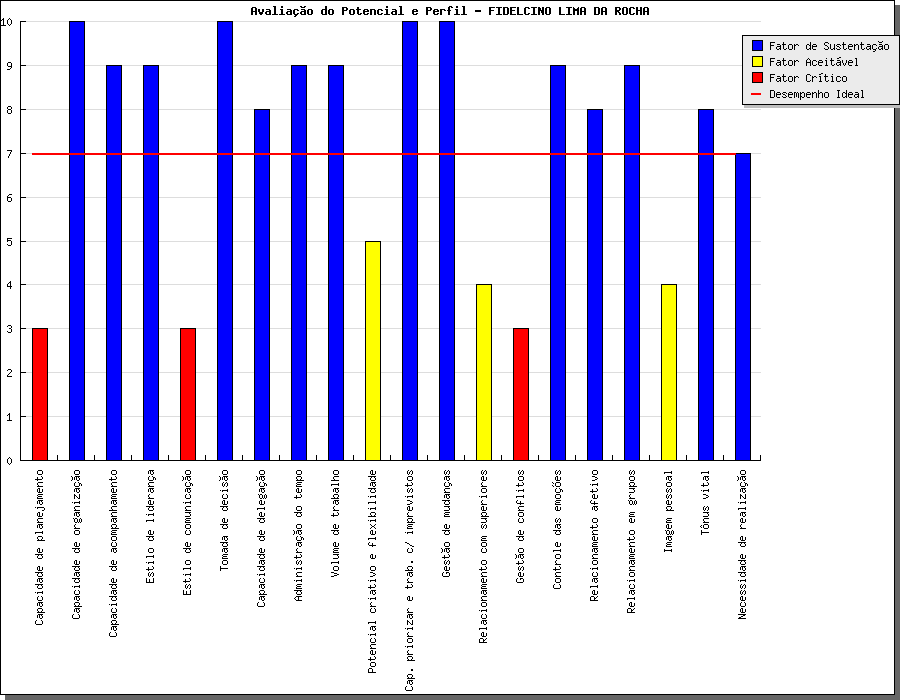 Avaliação do Potencial e Perfil - FIDELCINO LIMA DA ROCHA
Fator de Sustentação
Fator Aceitável
Fator Crítico
Desempenho Ideal
10
9
8
7
6
5
4
3
2
1
0
Capacidade de planejamento
Capacidade de organização
Capacidade de acompanhamento
Estilo de liderança
Estilo de comunicação
Tomada de decisão
Capacidade de delegação
Administração do tempo
Volume de trabalho
Potencial criativo e flexibilidade
Cap. priorizar e trab. c/ imprevistos
Gestão de mudanças
Relacionamento com superiores
Gestão de conflitos
Controle das emoções
Relacionamento afetivo
Relacionamento em grupos
Imagem pessoal
Tônus vital
Necessidade de realização